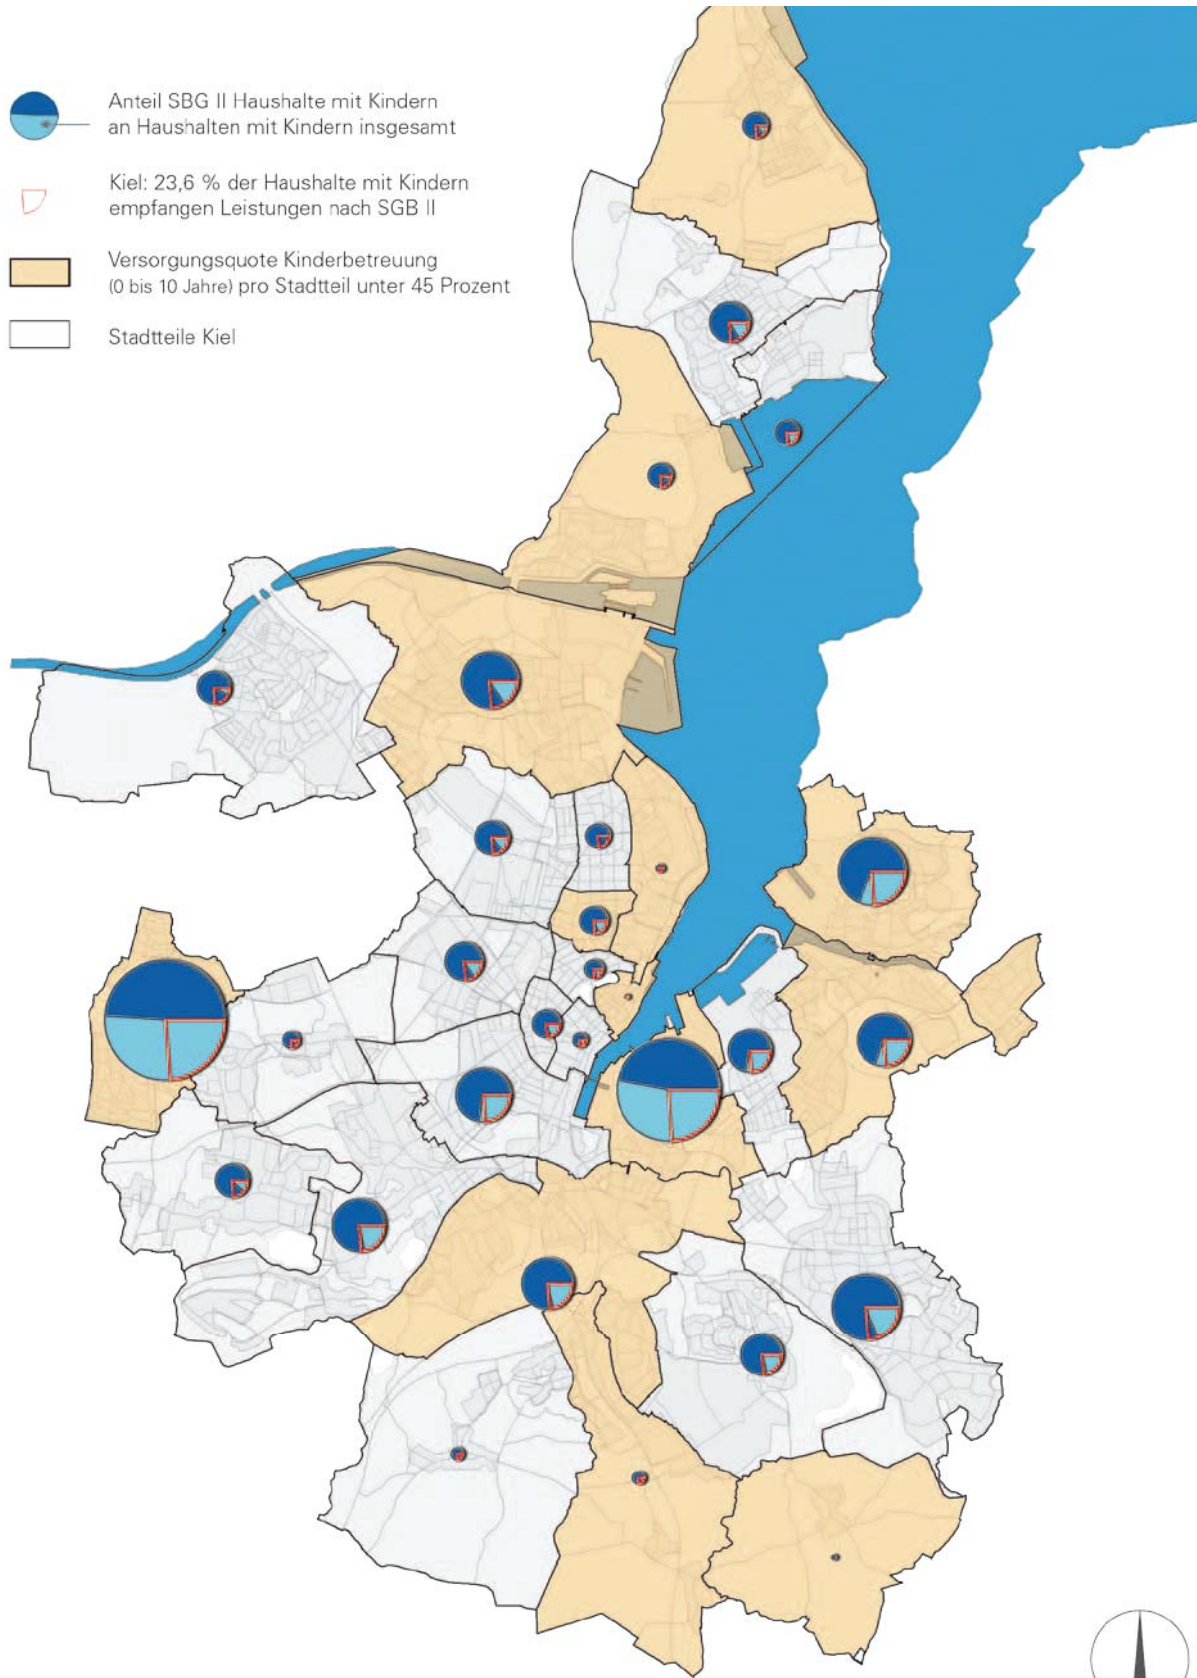 Anteil SBG II Haushalte mit Kindern
an Haushalten mit Kindern insgesamt
Kiel: 23,6 % der Haushalte mit Kindern
empfangen Leistungen nach SGB II
Versorgungsquote Kinderbetreuung
(0 bis 10 Jahre) pro Stadtteil unter 45 Prozent
Stadtteile Kiel